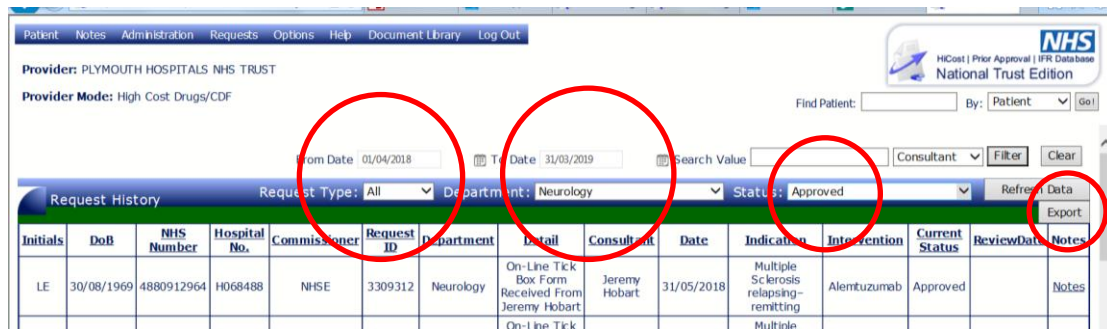 Patient Notes Administration Requests Options Help Document Library Log Out
NHS
HiCost | Prior Approval | IFR Database
National Trust Edition
Provider: PLYMOUTH HOSPITALS NHS TRUST
Provider Mode: High Cost Drugs/CDF
Find Patient: By: Patient Go!
From Date 01/04/2018 To Date 31/03/2019 Search Value Consultant Filter Clear
Request History Request Type: All Department: Neurology Status: Approved Refresh Data
Export
Initials DoB NHS Number Hospital No. Commissioner Request ID Department Detail Consultant Date Indication Intervention Current Status ReviewDate Notes
LE 30/08/1969 4880912964 H068488 NHSE 3309312 Neurology On-Line Tick Box Form Received From Jeremy Hobart Jeremy Hobart 31/05/2018 Multiple Sclerosis relapsing-remitting Alemtuzumab Approved Notes
On-Line Tick Multiple